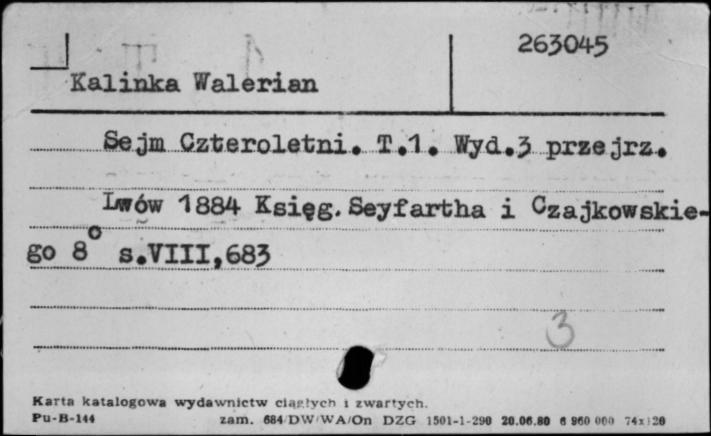 263045
Kalinka Walerian
Sejm Czteroletni. T.1. Wyd.3 przejrz.
Lwów 1884 Księg. Seyfartha i Czajkowskie-
go 8° s.VIII,683
3
Karta katalogowa wydawnictw ciągłych i zwartych.
Pu-B-144 zam. 684/DW/WA/On DZG 1501-1-290 20.06.80 6 960 000 74x120